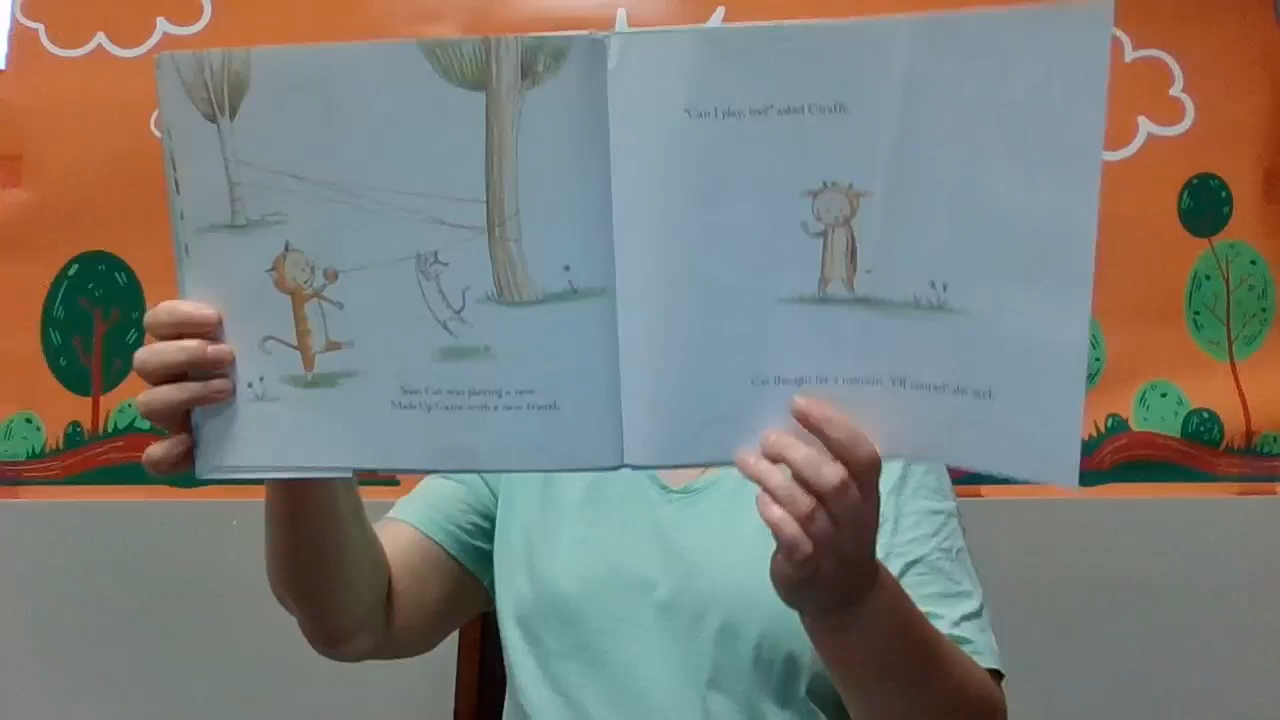 Soon Cat was playing a new
Made Up Game with a new friend.
"Can I play, too?" asked Giraffe.
Cat thought for a moment. "Of course!" she said.